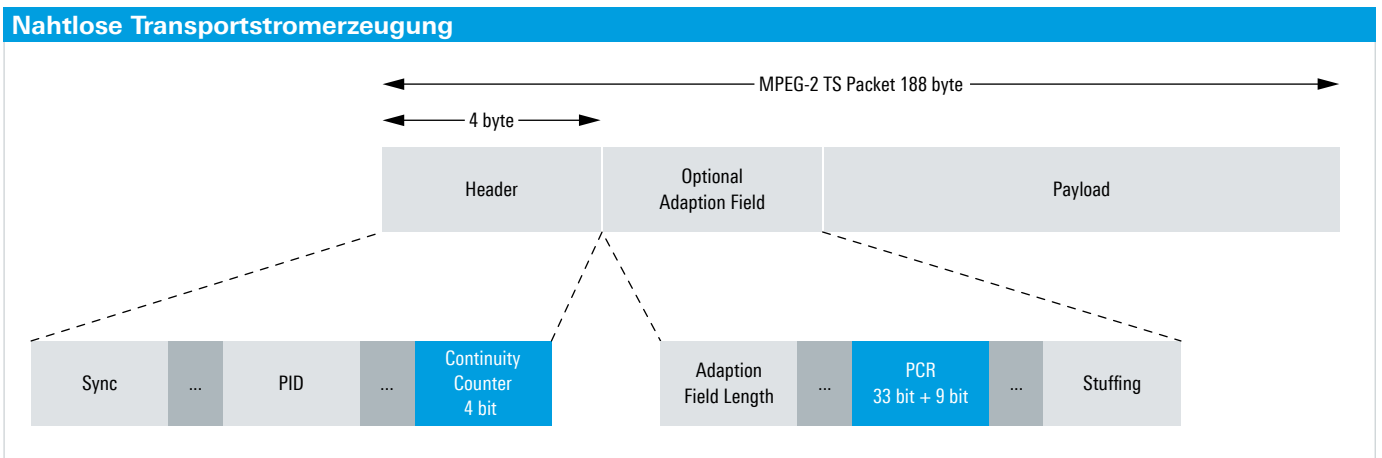 Nahtlose Transportstromerzeugung
MPEG-2 TS Packet 188 byte
4 byte
Header
Optional
Adaption Field
Payload
Sync
...
PID
...
Continuity
Counter
4 bit
Adaption
Field Length
...
PCR
33 bit + 9 bit
...
Stuffing